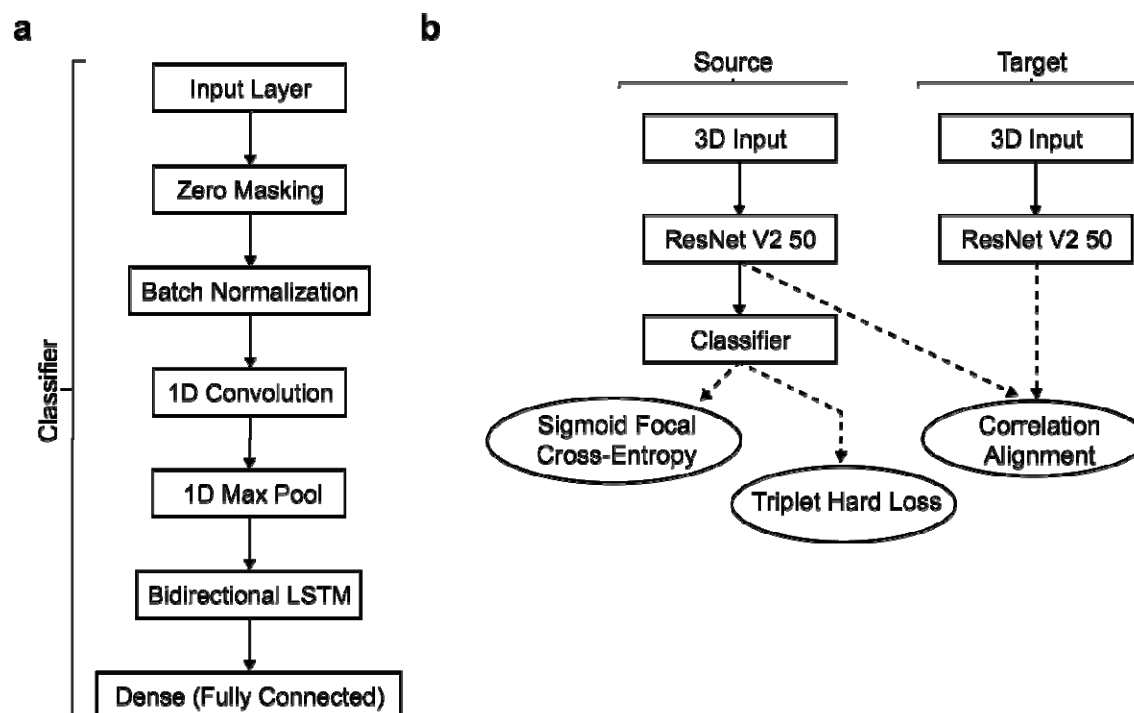 a
Classifier
Input Layer
Zero Masking
Batch Normalization
1D Convolution
1D Max Pool
Bidirectional LSTM
Dense (Fully Connected)
b
Source
3D Input
ResNet V2 50
Classifier
Sigmoid Focal
Cross-Entropy
Triplet Hard Loss
Target
3D Input
ResNet V2 50
Correlation
Alignment